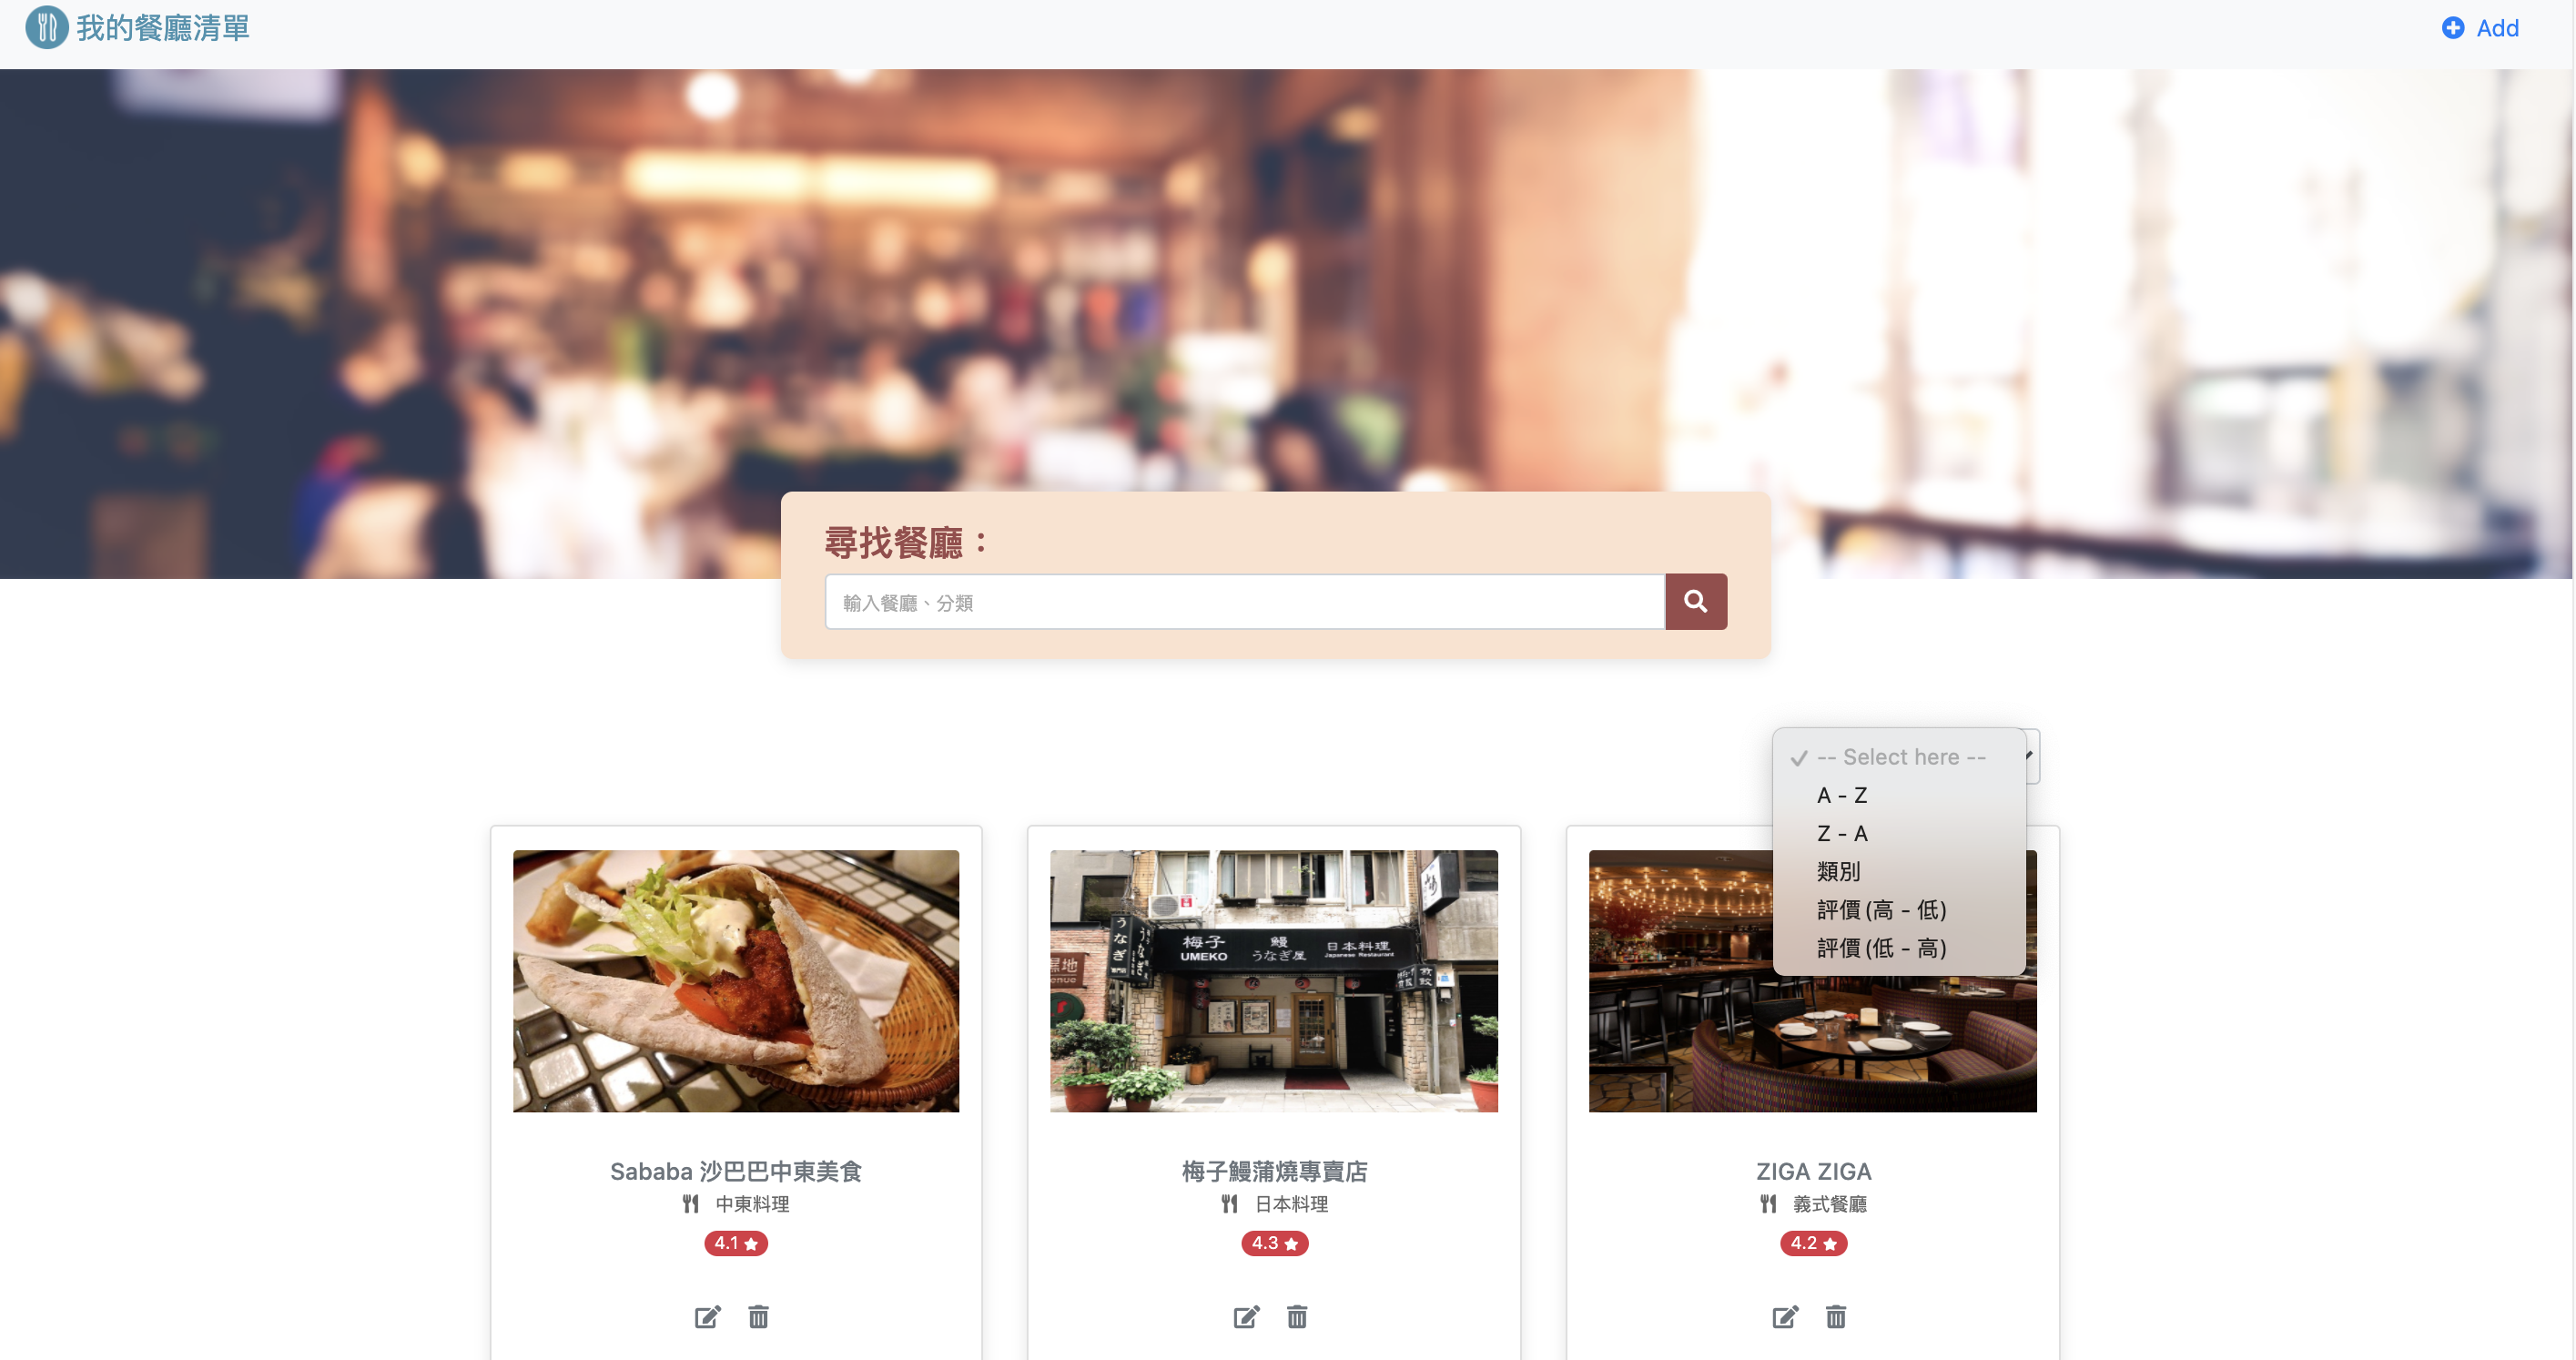 我的餐廳清單
Add
尋找餐廳：
輸入餐廳、分類
-- Select here --
A - Z
Z - A
類別
評價(高 - 低)
評價(低 - 高)
うなぎ
梅子
UMEKO
鰻
うなぎ屋
日本料理
Japanese Restaurant
Sababa 沙巴巴中東美食
中東料理
4.1
梅子鰻蒲燒專賣店
日本料理
4.3
ZIGA ZIGA
義式餐廳
4.2